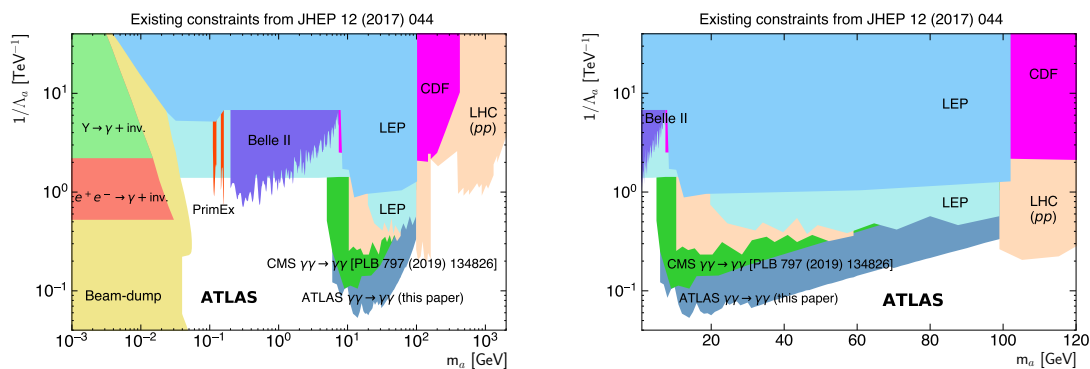 Existing constraints from JHEP 12 (2017) 044
1/Λₐ [TeV⁻¹]
10¹
10⁰
10⁻¹
Υ → γ + inv.
e⁺e⁻ → γ + inv.
Beam-dump
PrimEx
Belle II
LEP
CDF
LHC
(pp)
LEP
CMS γγ → γγ [PLB 797 (2019) 134826]
ATLAS γγ → γγ (this paper)
ATLAS
10⁻³ 10⁻² 10⁻¹ 10⁰ 10¹ 10² 10³
mₐ [GeV]
Existing constraints from JHEP 12 (2017) 044
1/Λₐ [TeV⁻¹]
10¹
10⁰
10⁻¹
Belle II
LEP
CDF
LEP
LHC
(pp)
CMS γγ → γγ [PLB 797 (2019) 134826]
ATLAS γγ → γγ (this paper)
ATLAS
20 40 60 80 100 120
mₐ [GeV]